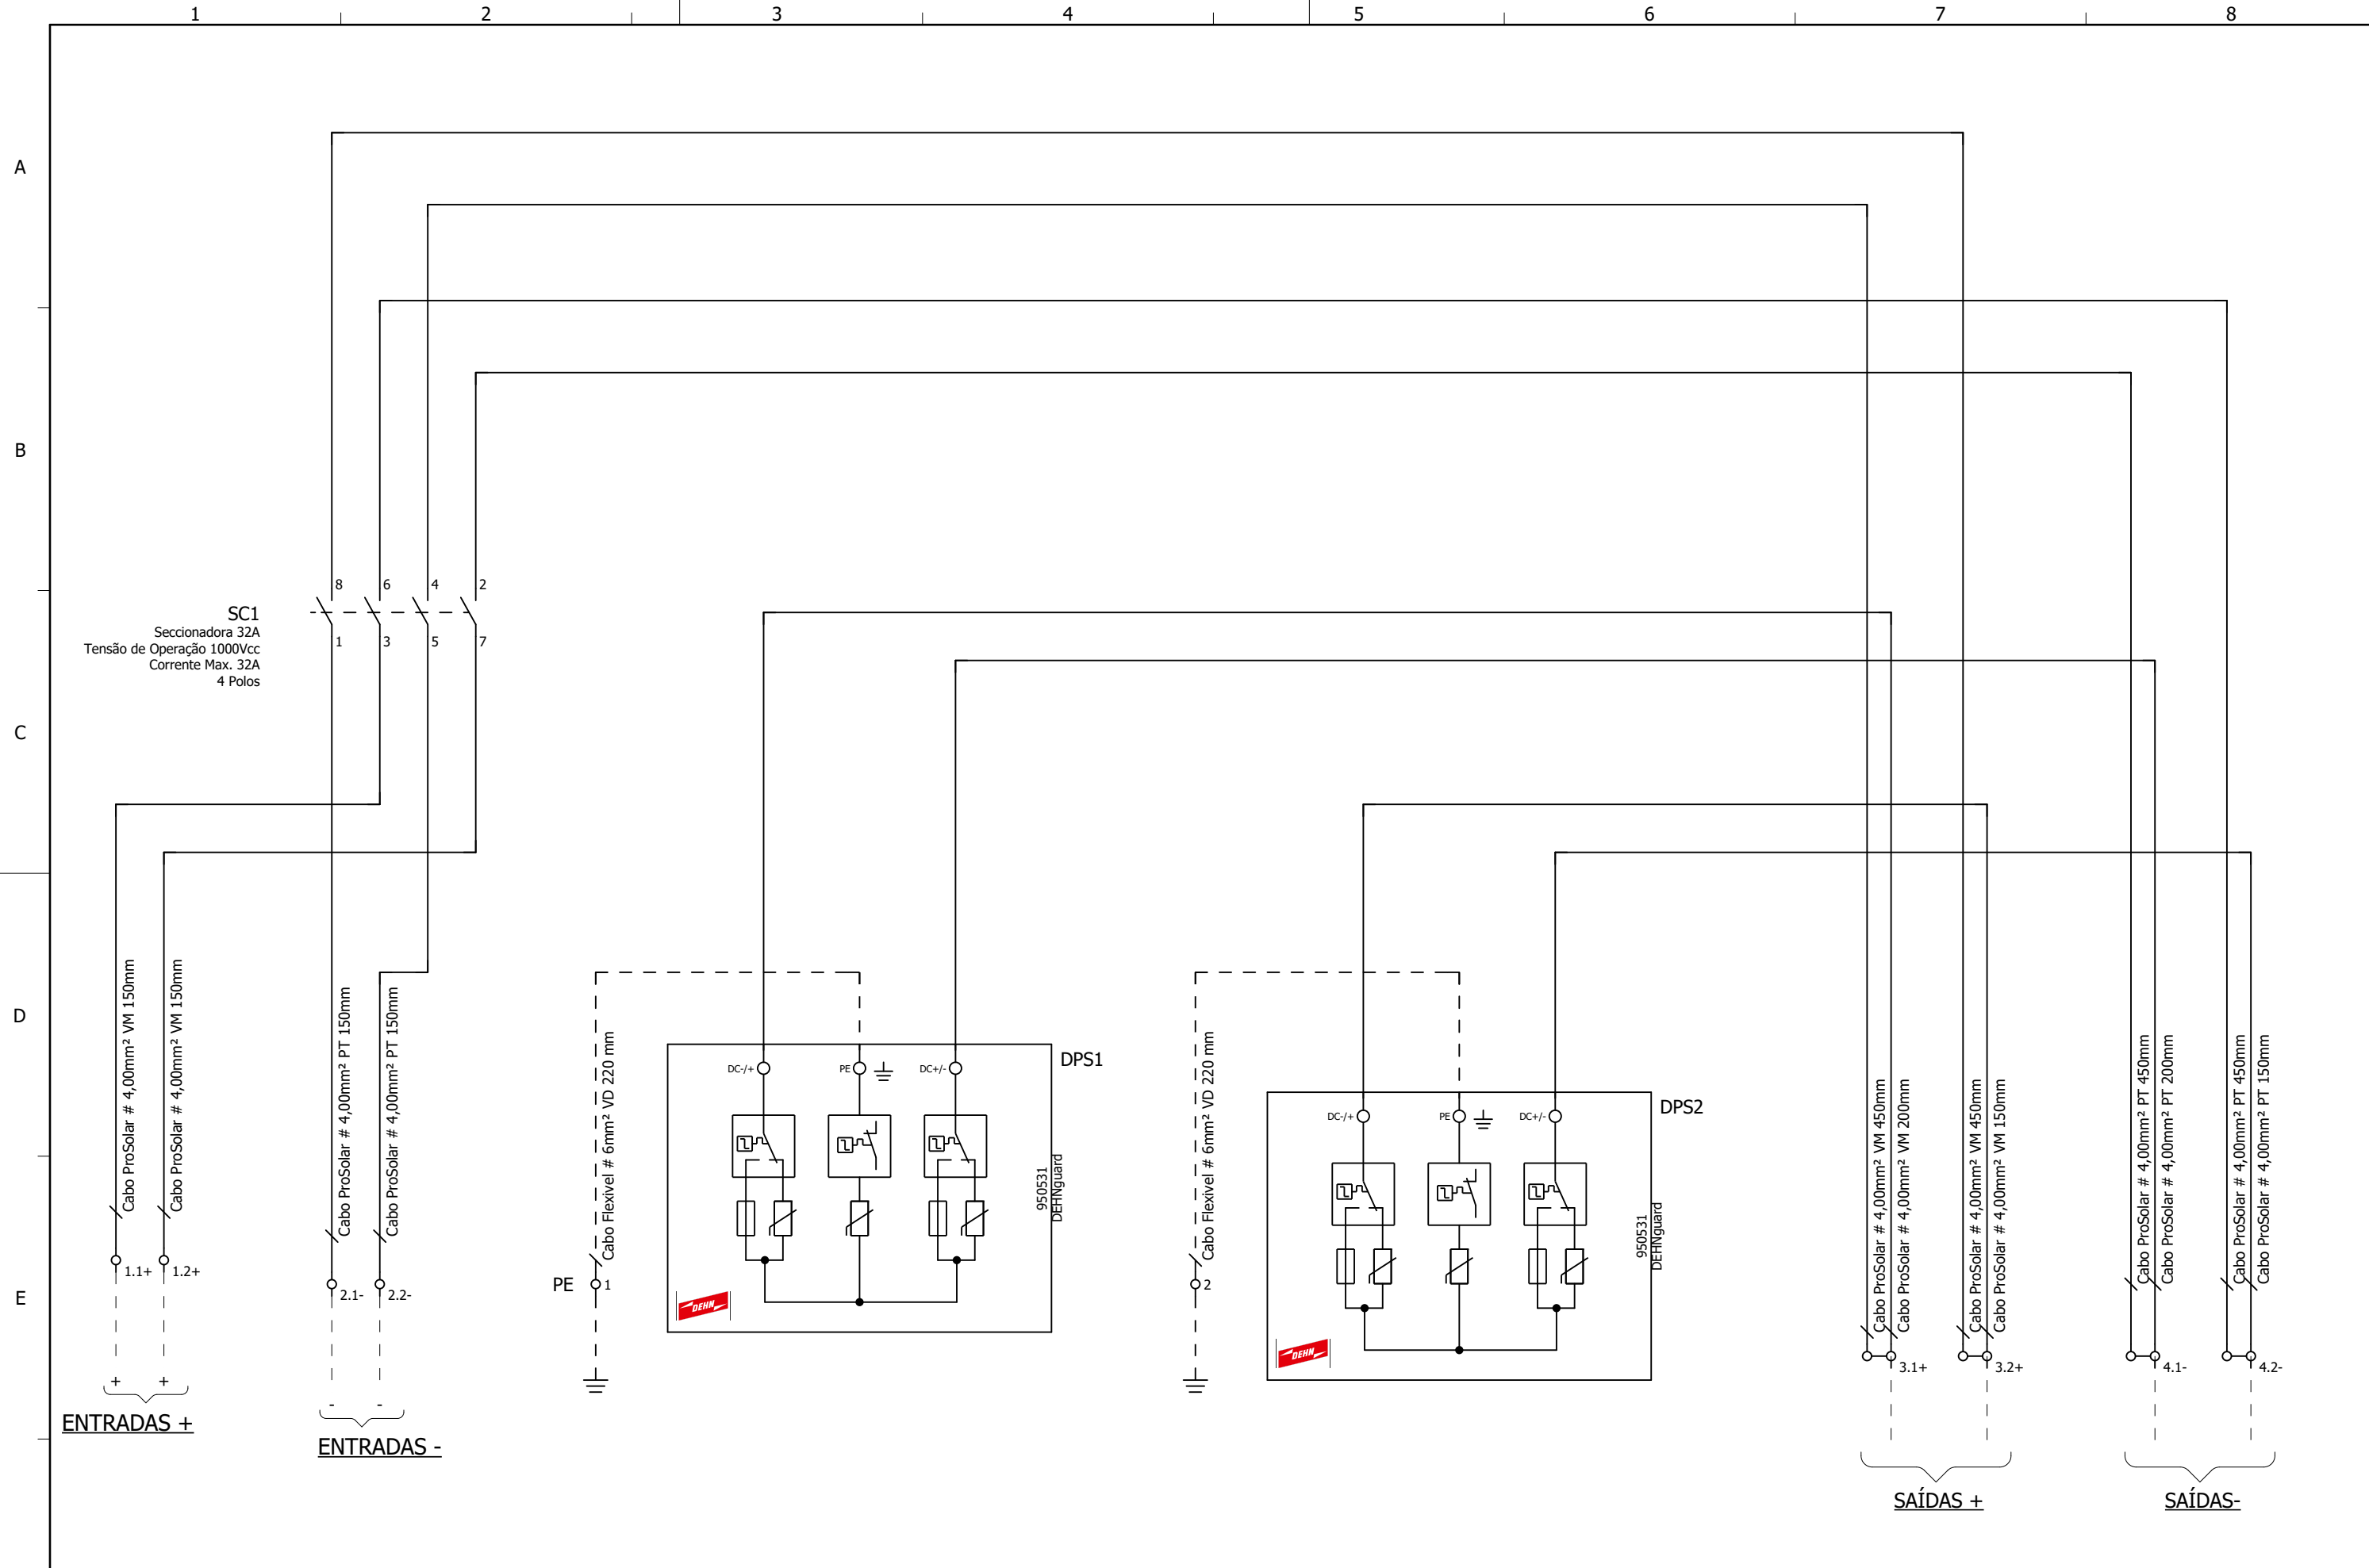 1
2
3
4
5
6
7
8
A
B
C
D
E
8
6
4
2
SC1
Seccionadora 32A
Tensão de Operação 1000Vcc
Corrente Max. 32A
4 Polos
1
3
5
7
Cabo ProSolar # 4,00mm² VM 150mm
Cabo ProSolar # 4,00mm² VM 150mm
Cabo ProSolar # 4,00mm² PT 150mm
Cabo ProSolar # 4,00mm² PT 150mm
1.1+
1.2+
2.1-
2.2-
+
+
-
-
ENTRADAS +
ENTRADAS -
Cabo Flexivel # 6mm² VD 220 mm
PE
1
DPS1
DC-/+
PE
DC+/-
950531
DEHNguard
DEHN
Cabo Flexivel # 6mm² VD 220 mm
2
DPS2
DC-/+
PE
DC+/-
950531
DEHNguard
DEHN
Cabo ProSolar # 4,00mm² VM 450mm
Cabo ProSolar # 4,00mm² VM 200mm
Cabo ProSolar # 4,00mm² VM 450mm
Cabo ProSolar # 4,00mm² VM 150mm
Cabo ProSolar # 4,00mm² PT 450mm
Cabo ProSolar # 4,00mm² PT 200mm
Cabo ProSolar # 4,00mm² PT 450mm
Cabo ProSolar # 4,00mm² PT 150mm
3.1+
3.2+
4.1-
4.2-
SAÍDAS +
SAÍDAS-